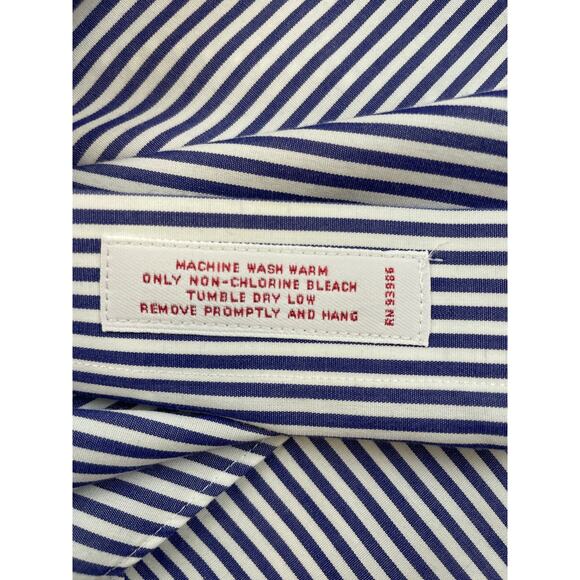 MACHINE WASH WARM
ONLY NON-CHLORINE BLEACH
TUMBLE DRY LOW
REMOVE PROMPTLY AND HANG
RN 93986